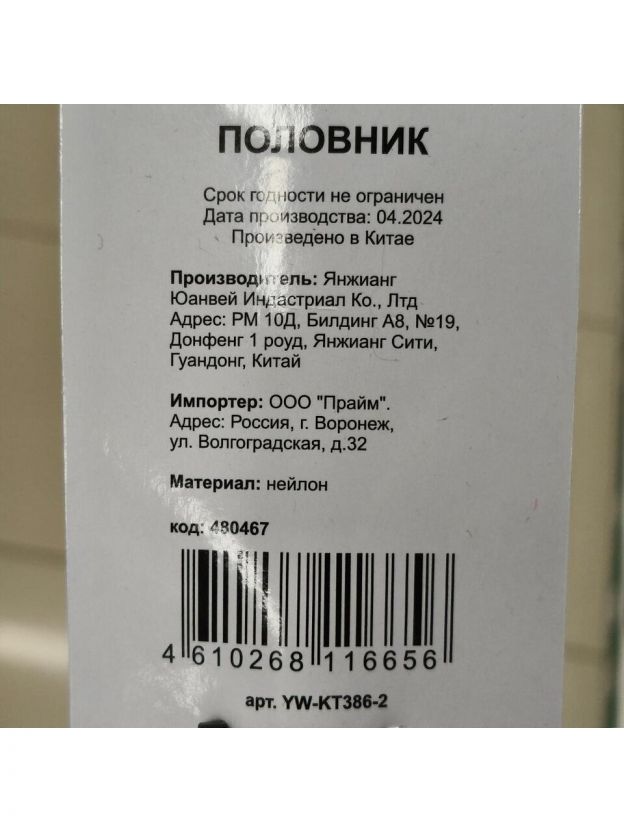 ПОЛОВНИК
Срок годности не ограничен
Дата производства: 04.2024
Произведено в Китае
Производитель: Янжианг
Юанвей Индастриал Ко., Лтд
Адрес: РМ 10Д, Билдинг А8, №19,
Донфенг 1 роуд, Янжианг Сити,
Гуандонг, Китай
Импортер: ООО "Прайм".
Адрес: Россия, г. Воронеж,
ул. Волгоградская, д.32
Материал: нейлон
код: 480467
4 610268 116656
арт. YW-KT386-2